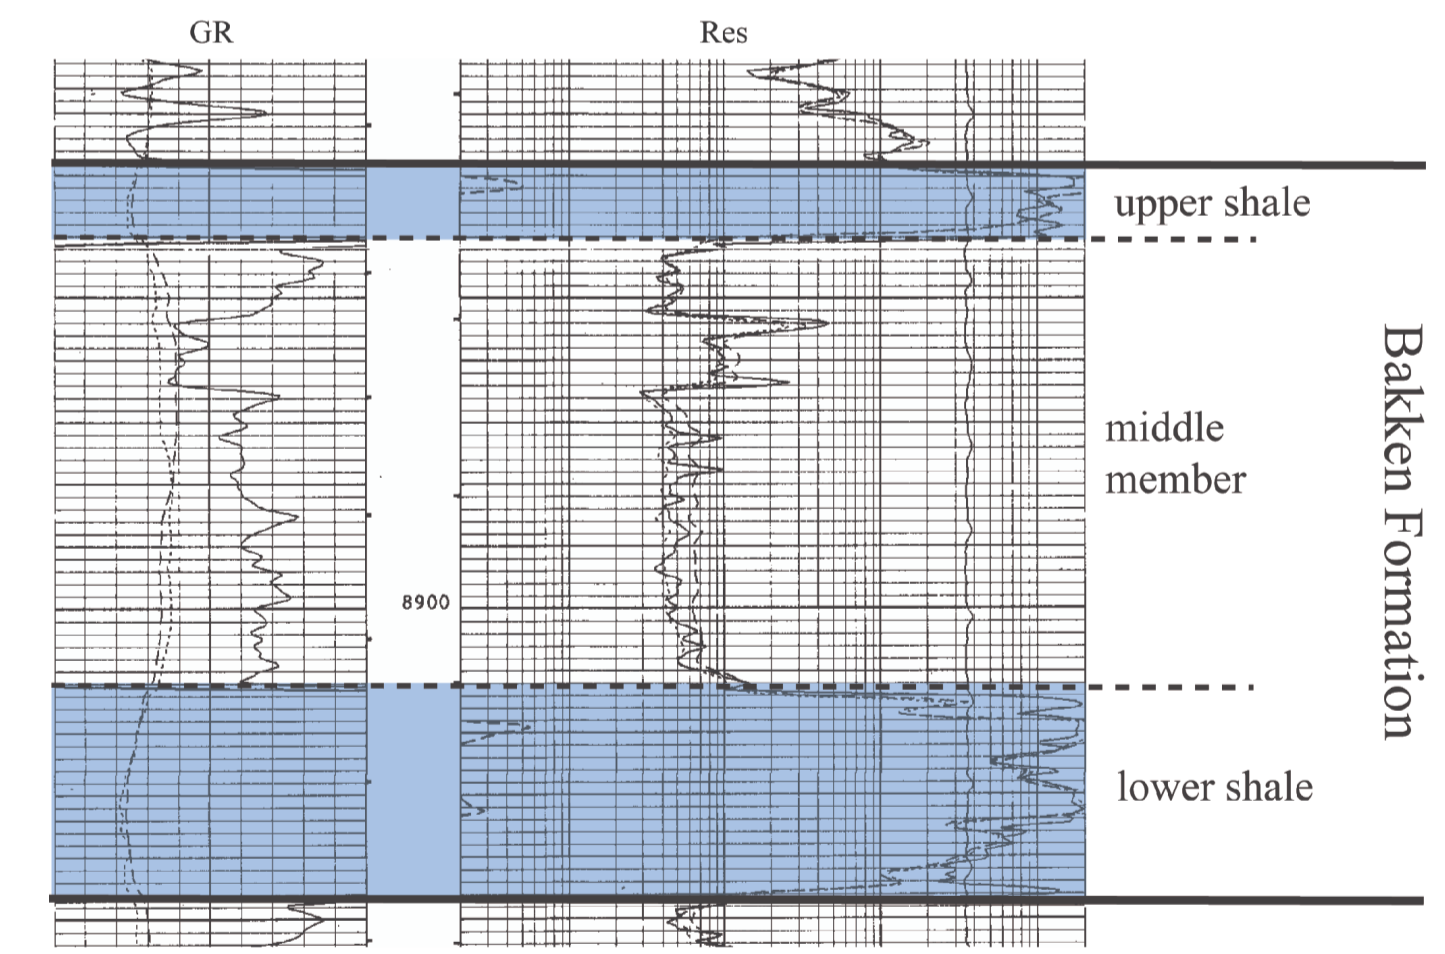 GR
Res
upper shale
middle
member
8900
lower shale
Bakken Formation